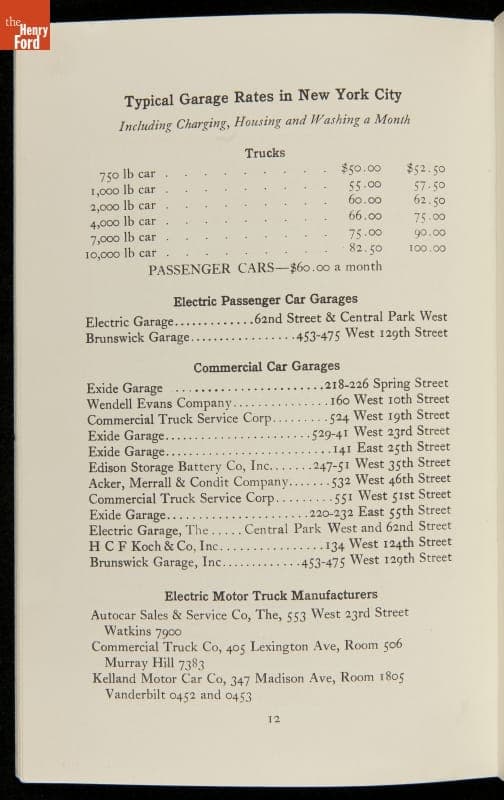 the
Henry
Ford
Typical Garage Rates in New York City
Including Charging, Housing and Washing a Month
Trucks
750 lb car . . . . . . . . . . $50.00 $52.50
1,000 lb car . . . . . . . . . . 55.00 57.50
2,000 lb car . . . . . . . . . . 60.00 62.50
4,000 lb car . . . . . . . . . . 66.00 75.00
7,000 lb car . . . . . . . . . . 75.00 90.00
10,000 lb car . . . . . . . . . . 82.50 100.00
PASSENGER CARS—$60.00 a month
Electric Passenger Car Garages
Electric Garage............62nd Street & Central Park West
Brunswick Garage................453-475 West 129th Street
Commercial Car Garages
Exide Garage ......................218-226 Spring Street
Wendell Evans Company...............160 West 10th Street
Commercial Truck Service Corp.........524 West 19th Street
Exide Garage......................529-41 West 23rd Street
Exide Garage.........................141 East 25th Street
Edison Storage Battery Co, Inc.......247-51 West 35th Street
Acker, Merrall & Condit Company.......532 West 46th Street
Commercial Truck Service Corp.........551 West 51st Street
Exide Garage.....................220-232 East 55th Street
Electric Garage, The.....Central Park West and 62nd Street
H C F Koch & Co, Inc................134 West 124th Street
Brunswick Garage, Inc............453-475 West 129th Street
Electric Motor Truck Manufacturers
Autocar Sales & Service Co, The, 553 West 23rd Street
Watkins 7900
Commercial Truck Co, 405 Lexington Ave, Room 506
Murray Hill 7383
Kelland Motor Car Co, 347 Madison Ave, Room 1805
Vanderbilt 0452 and 0453
12